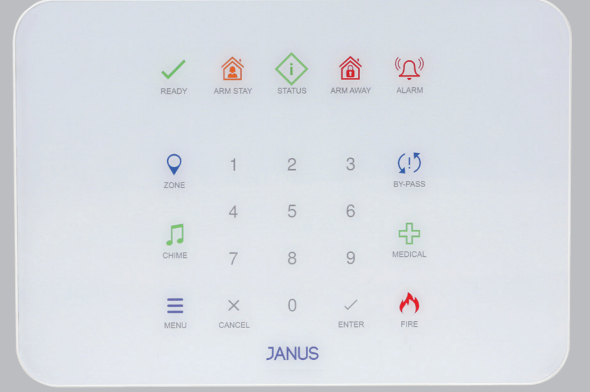 READY ARM STAY STATUS ARM AWAY ALARM
1 2 3
ZONE BY-PASS
4 5 6
CHIME MEDICAL
7 8 9
0
MENU CANCEL ENTER FIRE
JANUS